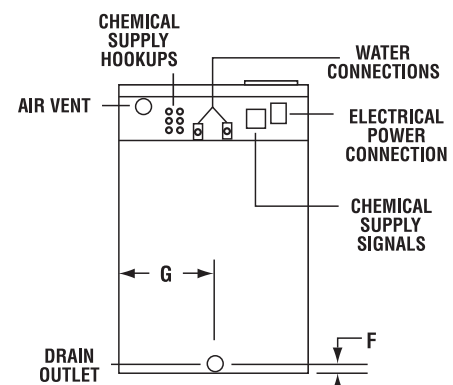 CHEMICAL
SUPPLY
HOOKUPS
WATER
CONNECTIONS
AIR VENT
ELECTRICAL
POWER
CONNECTION
CHEMICAL
SUPPLY
SIGNALS
G
F
DRAIN
OUTLET